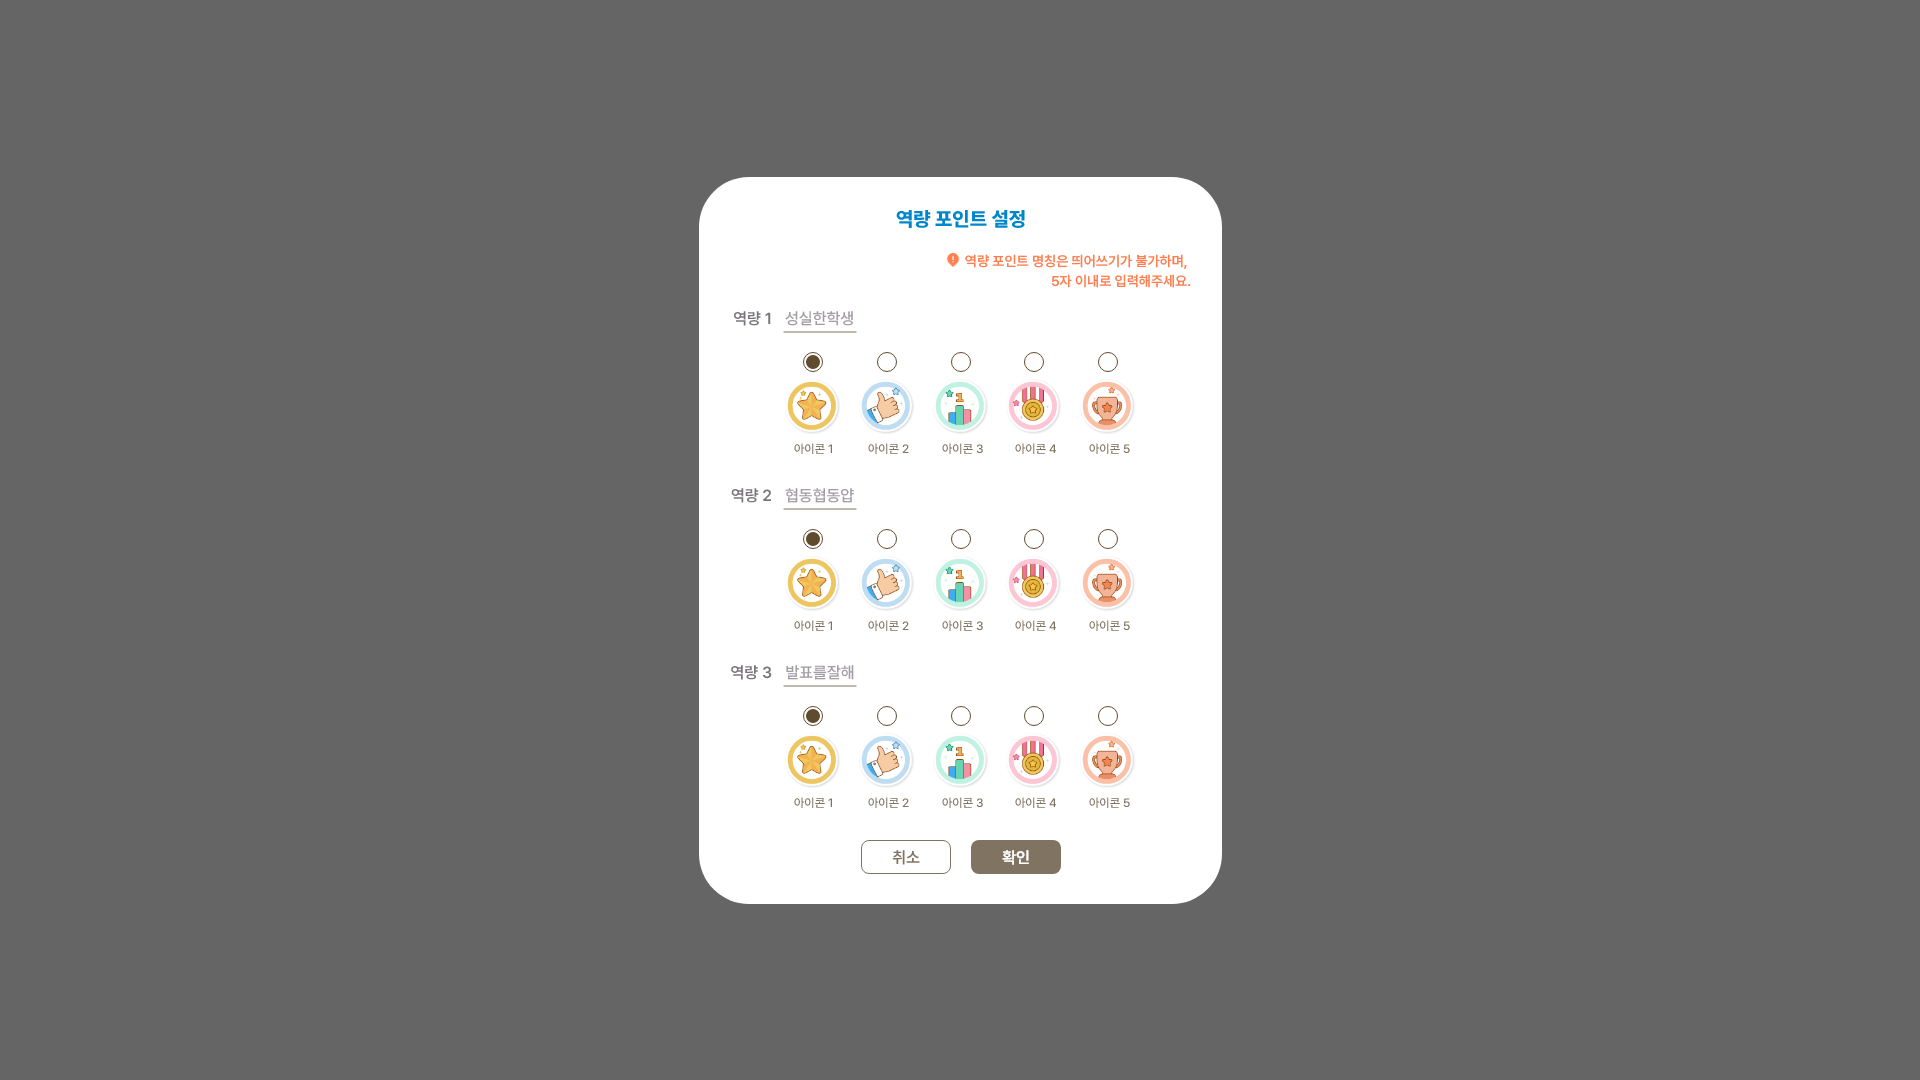 역량 포인트 설정
역량 포인트 명칭은 띄어쓰기가 불가하며,
5자 이내로 입력해주세요.
역량 1 성실한학생
아이콘 1 아이콘 2 아이콘 3 아이콘 4 아이콘 5
역량 2 협동협동얍
아이콘 1 아이콘 2 아이콘 3 아이콘 4 아이콘 5
역량 3 발표를잘해
아이콘 1 아이콘 2 아이콘 3 아이콘 4 아이콘 5
취소 확인